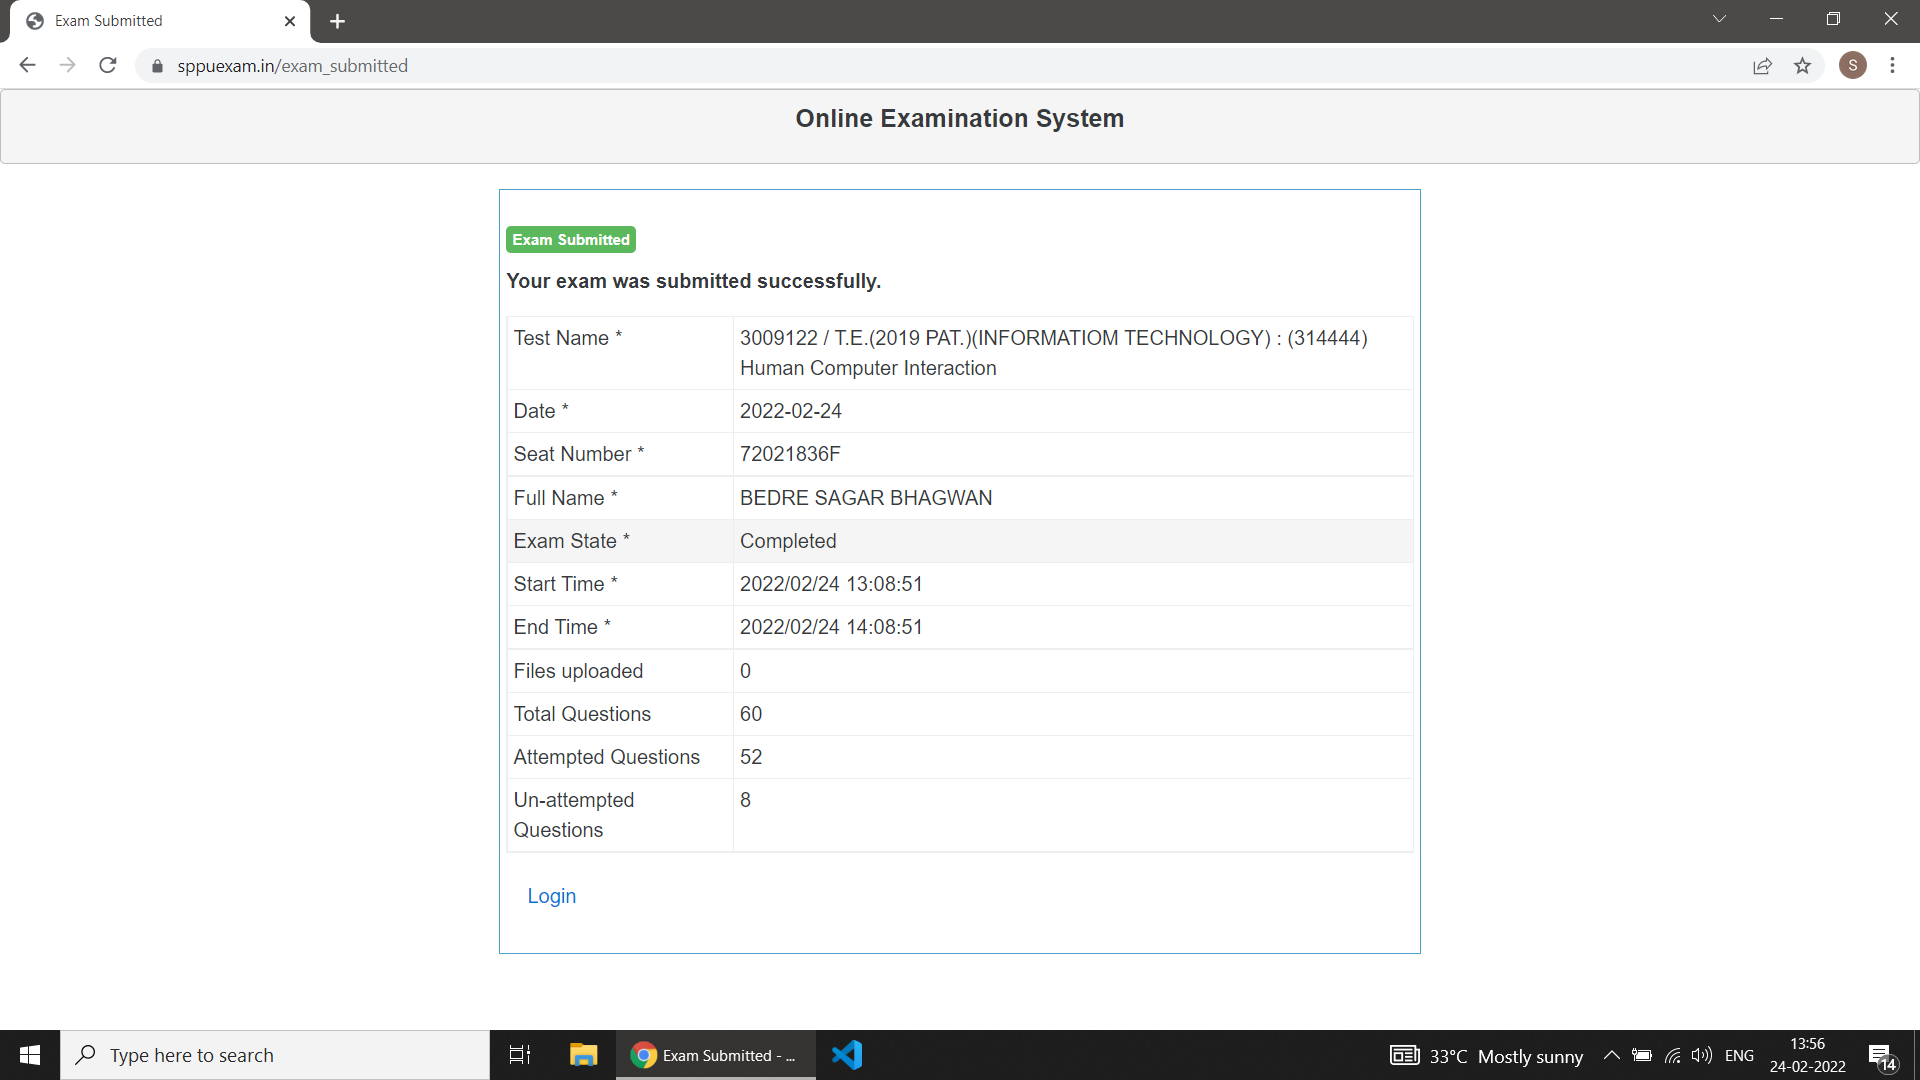 Exam Submitted
sppuexam.in/exam_submitted
S
Online Examination System
Exam Submitted
Your exam was submitted successfully.
Test Name * 3009122 / T.E.(2019 PAT.)(INFORMATIOM TECHNOLOGY) : (314444)
Human Computer Interaction
Date * 2022-02-24
Seat Number * 72021836F
Full Name * BEDRE SAGAR BHAGWAN
Exam State * Completed
Start Time * 2022/02/24 13:08:51
End Time * 2022/02/24 14:08:51
Files uploaded 0
Total Questions 60
Attempted Questions 52
Un-attempted 8
Questions
Login
Type here to search
Exam Submitted - ...
33°C Mostly sunny
ENG
13:56
24-02-2022
14